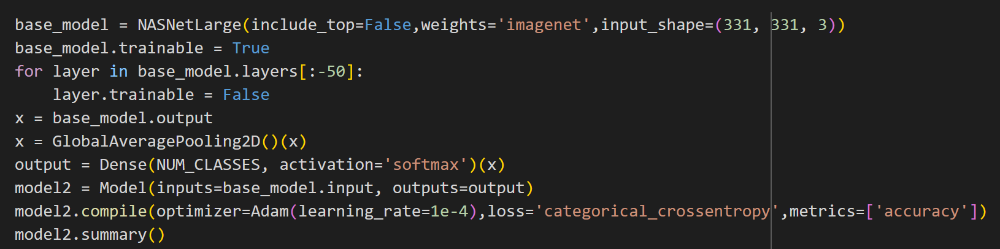 base_model = NASNetLarge(include_top=False,weights='imagenet',input_shape=(331, 331, 3))
base_model.trainable = True
for layer in base_model.layers[:-50]:
    layer.trainable = False
x = base_model.output
x = GlobalAveragePooling2D()(x)
output = Dense(NUM_CLASSES, activation='softmax')(x)
model2 = Model(inputs=base_model.input, outputs=output)
model2.compile(optimizer=Adam(learning_rate=1e-4),loss='categorical_crossentropy',metrics=['accuracy'])
model2.summary()